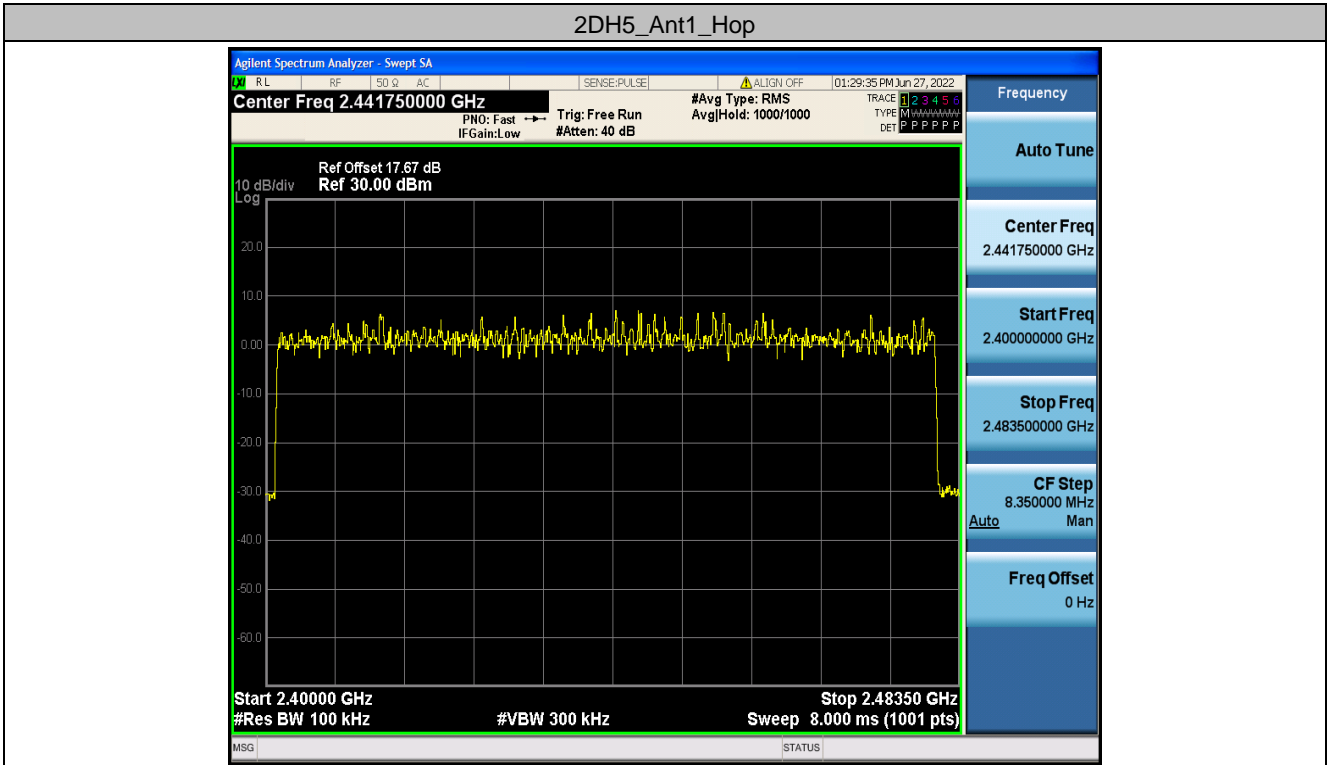 2DH5_Ant1_Hop
Agilent Spectrum Analyzer - Swept SA
LXI RL RF 50 Ω AC SENSE:PULSE ALIGN OFF 01:29:35 PM Jun 27, 2022
Center Freq 2.441750000 GHz
PNO: Fast
IFGain:Low
Trig: Free Run
#Atten: 40 dB
#Avg Type: RMS
Avg|Hold: 1000/1000
TRACE 1 2 3 4 5 6
TYPE M WWWWW
DET P P P P P P
Frequency
Ref Offset 17.67 dB
10 dB/div Ref 30.00 dBm
Log
20.0
10.0
0.00
-10.0
-20.0
-30.0
-40.0
-50.0
-60.0
Start 2.40000 GHz Stop 2.48350 GHz
#Res BW 100 kHz #VBW 300 kHz Sweep 8.000 ms (1001 pts)
MSG STATUS
Auto Tune
Center Freq
2.441750000 GHz
Start Freq
2.400000000 GHz
Stop Freq
2.483500000 GHz
CF Step
8.350000 MHz
Auto Man
Freq Offset
0 Hz